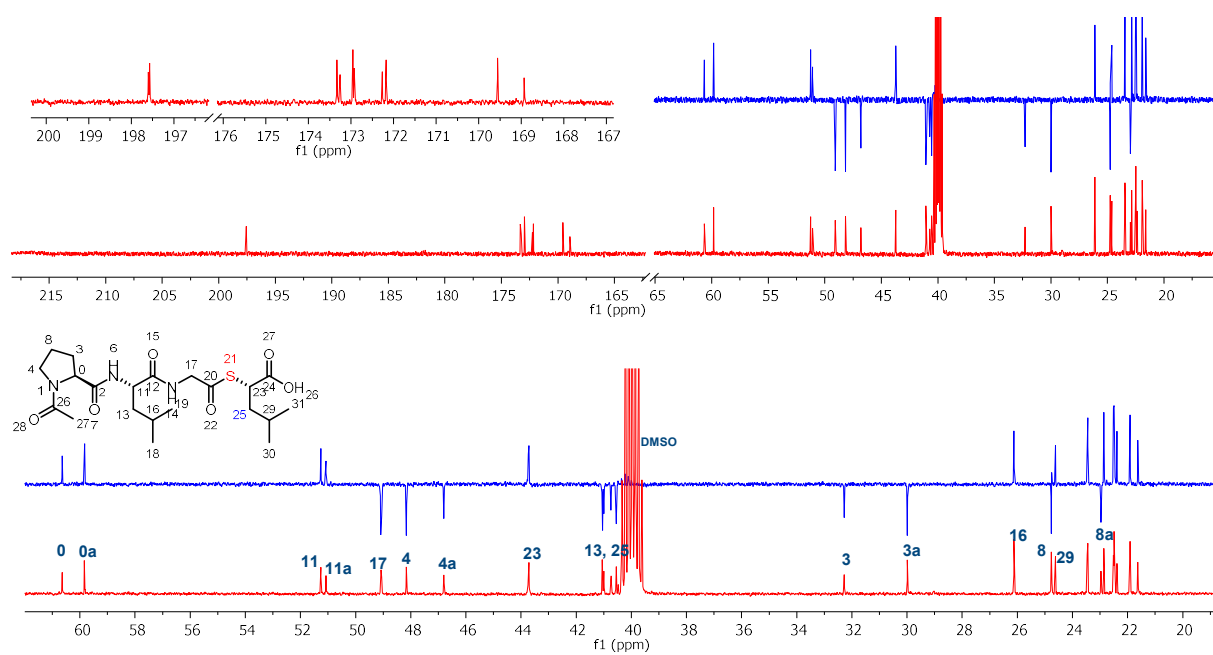 200 199 198 197 176 175 174 173 172 171 170 169 168 167
f1 (ppm)
215 210 205 200 195 190 185 180 175 170 165 65 60 55 50 45 40 35 30 25 20
f1 (ppm)
8 3 6 H N 15 O 17 21 S 27 O
4 1 N 0 2 O 7 11 12 N H 19 20 O 22 23 24 OH 26
26 O 28 27 13 16 14 18 25 29 31 30
DMSO
0 0a 11 11a 17 4 4a 23 13, 25 3 3a 16 8 29 8a
60 58 56 54 52 50 48 46 44 42 40 38 36 34 32 30 28 26 24 22 20
f1 (ppm)